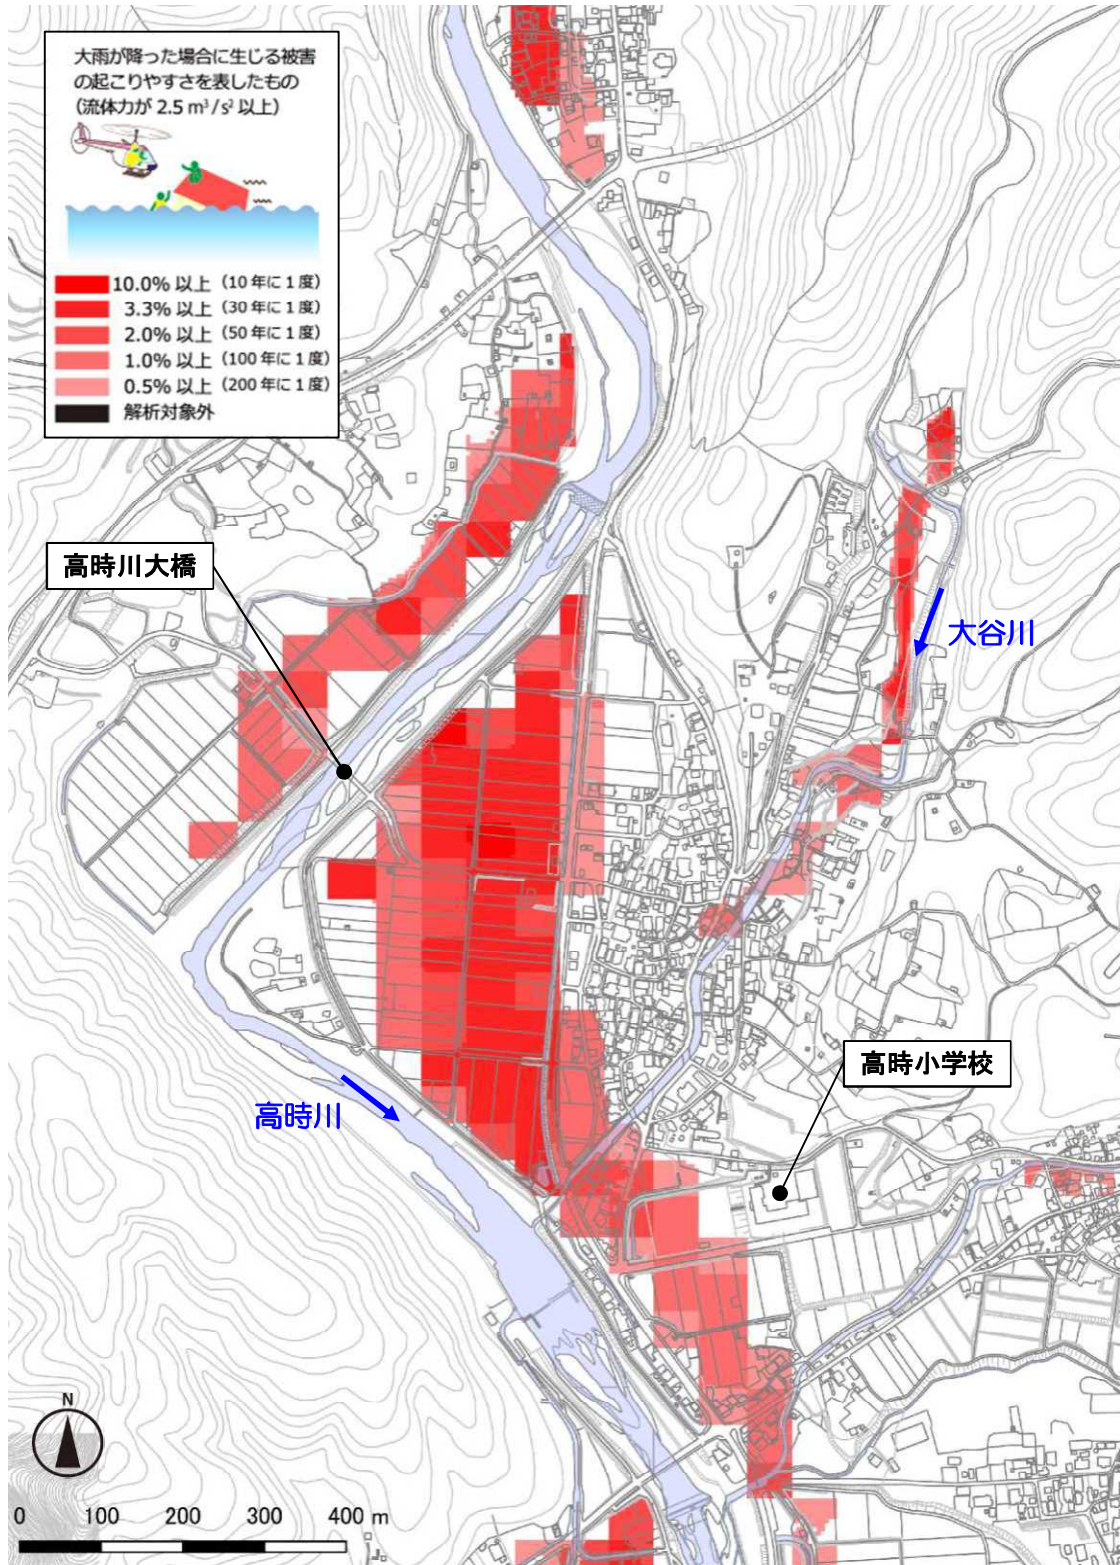 大雨が降った場合に生じる被害
の起こりやすさを表したもの
(流体力が 2.5 m³/s² 以上)
10.0% 以上 (10 年に 1 度)
3.3% 以上 (30 年に 1 度)
2.0% 以上 (50 年に 1 度)
1.0% 以上 (100 年に 1 度)
0.5% 以上 (200 年に 1 度)
解析対象外
高時川大橋
大谷川
高時小学校
高時川
N
0 100 200 300 400 m